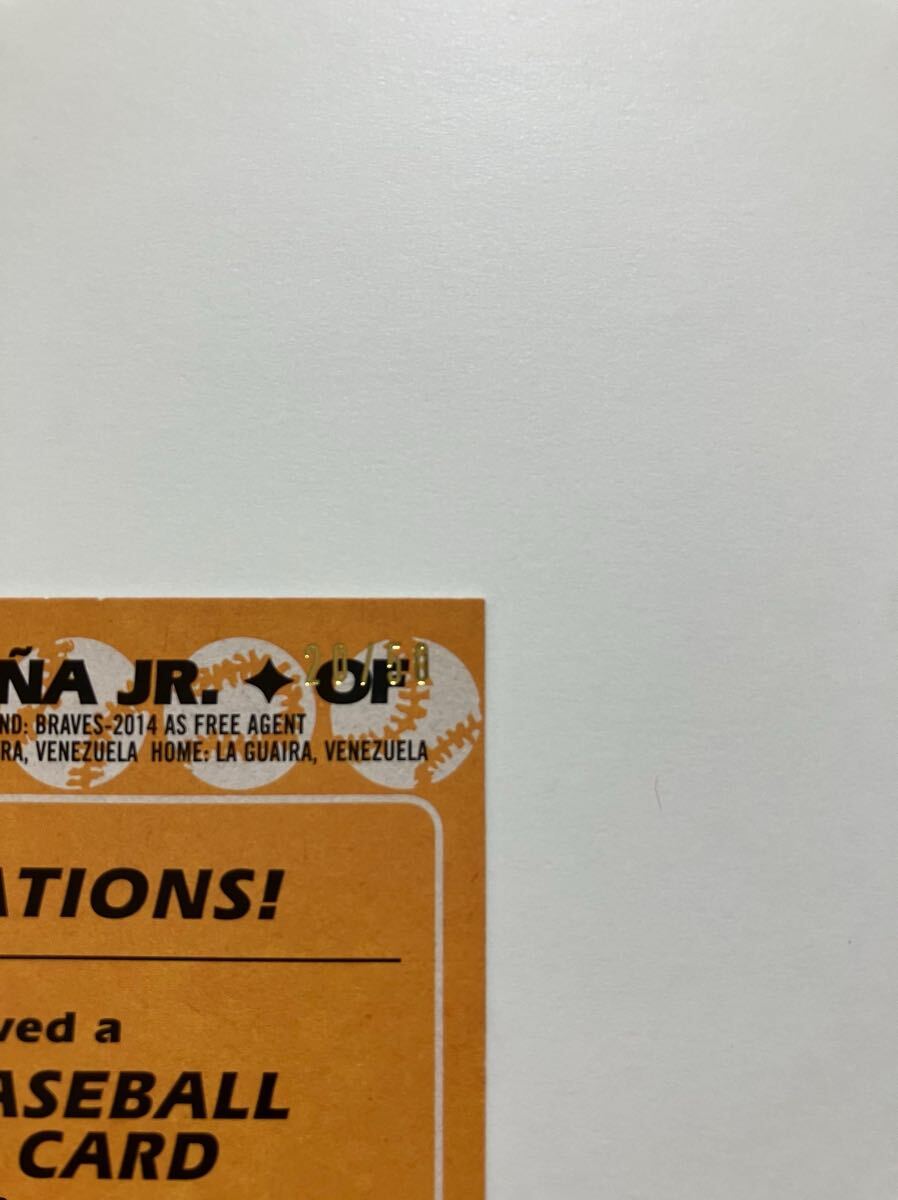 ÑA JR. ✦ OF
ND: BRAVES-2014 AS FREE AGENT
RA, VENEZUELA HOME: LA GUAIRA, VENEZUELA
ATIONS!
ved a
ASEBALL
CARD